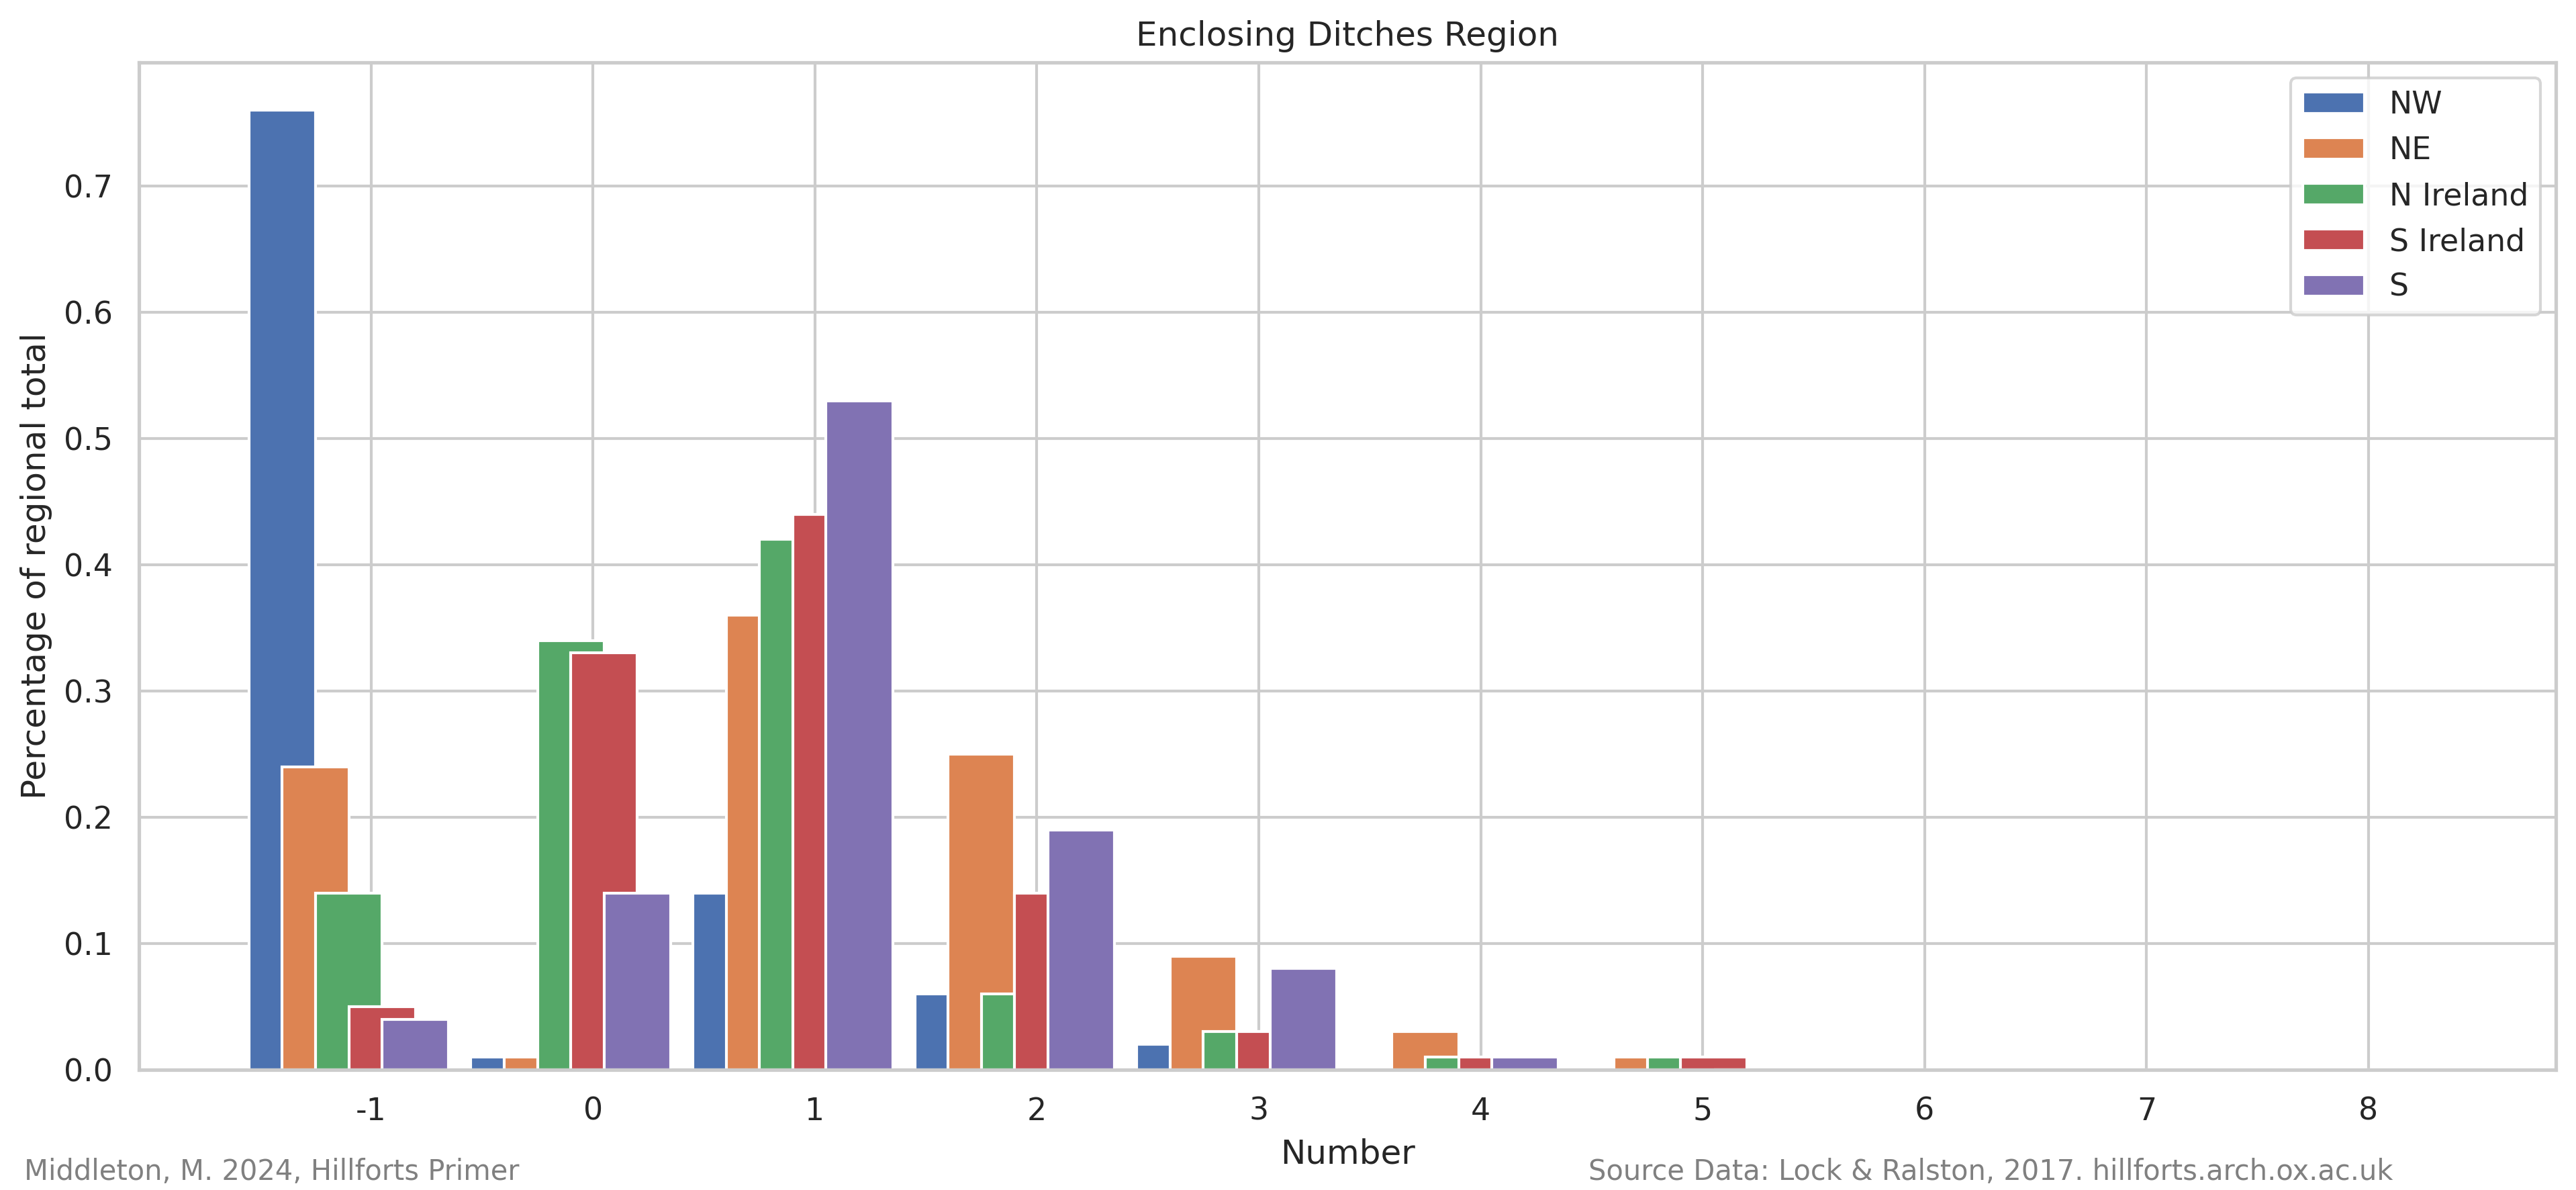 Enclosing Ditches Region
Percentage of regional total
0.7
0.6
0.5
0.4
0.3
0.2
0.1
0.0
NW
NE
N Ireland
S Ireland
S
-1 0 1 2 3 4 5 6 7 8
Number
Middleton, M. 2024, Hillforts Primer
Source Data: Lock & Ralston, 2017. hillforts.arch.ox.ac.uk